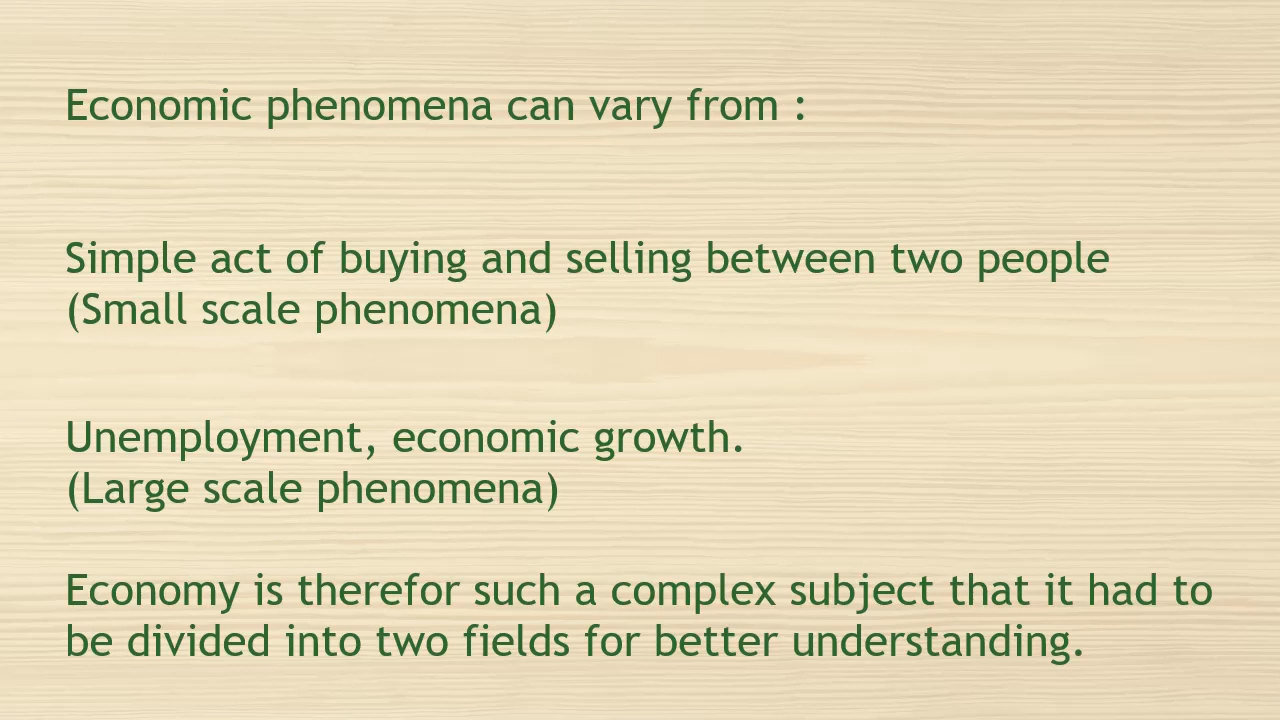 Economic phenomena can vary from :
Simple act of buying and selling between two people
(Small scale phenomena)
Unemployment, economic growth.
(Large scale phenomena)
Economy is therefor such a complex subject that it had to
be divided into two fields for better understanding.